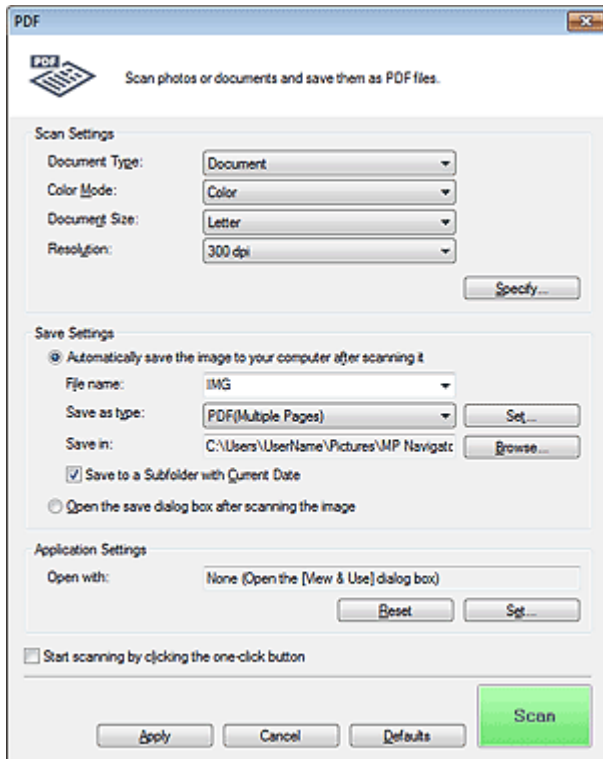 PDF
PDF
Scan photos or documents and save them as PDF files.
Scan Settings
Document Type: Document
Color Mode: Color
Document Size: Letter
Resolution: 300 dpi
Specify...
Save Settings
Automatically save the image to your computer after scanning it
File name: IMG
Save as type: PDF(Multiple Pages) Set...
Save in: C:\Users\UserName\Pictures\MP Navigatc Browse...
Save to a Subfolder with Current Date
Open the save dialog box after scanning the image
Application Settings
Open with: None (Open the [View & Use] dialog box)
Reset Set...
Start scanning by clicking the one-click button
Scan
Apply Cancel Defaults